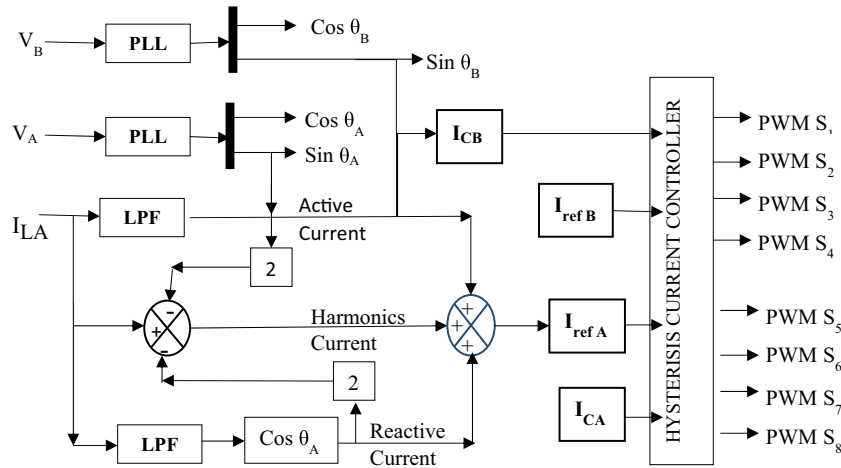 V_B
PLL
Cos θ_B
Sin θ_B
V_A
PLL
Cos θ_A
Sin θ_A
I_CB
I_LA
LPF
Active
Current
I_ref B
2
- + -
Harmonics
Current
+ + +
I_ref A
2
I_CA
LPF
Cos θ_A
Reactive
Current
HYSTERISIS CURRENT CONTROLLER
PWM S_1
PWM S_2
PWM S_3
PWM S_4
PWM S_5
PWM S_6
PWM S_7
PWM S_8